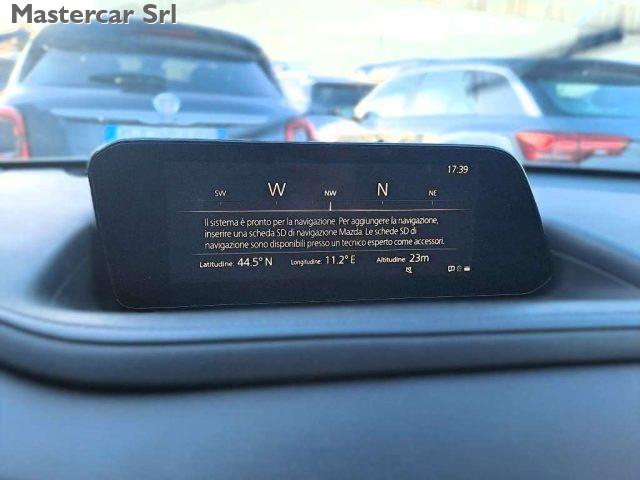 Mastercar Srl
17:39
SW W NW N NE
Il sistema è pronto per la navigazione. Per aggiungere la navigazione,
inserire una scheda SD di navigazione Mazda. Le schede SD di
navigazione sono disponibili presso un tecnico esperto come accessori.
Latitudine: 44.5° N Longitudine: 11.2° E Altitudine: 23m